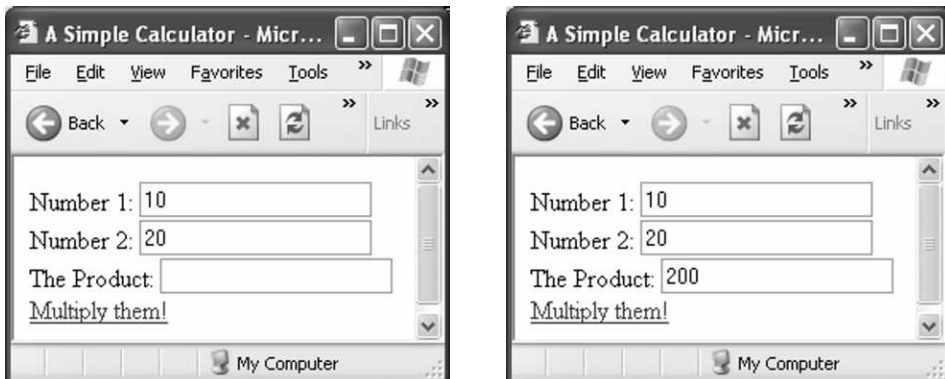 A Simple Calculator - Micr...
File Edit View Favorites Tools »
Back Links »
Number 1: 10
Number 2: 20
The Product:
Multiply them!
My Computer
A Simple Calculator - Micr...
File Edit View Favorites Tools »
Back Links »
Number 1: 10
Number 2: 20
The Product: 200
Multiply them!
My Computer